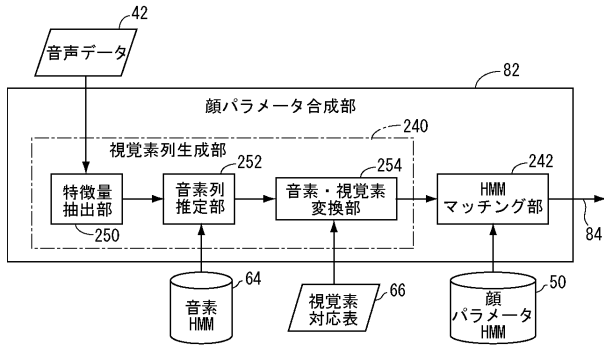 42
音声データ
82
顔パラメータ合成部
240
視覚素列生成部
252
254
242
特徴量
抽出部
音素列
推定部
音素・視覚素
変換部
HMM
マッチング部
250
84
64
66
50
音素
HMM
視覚素
対応表
顔
パラメータ
HMM